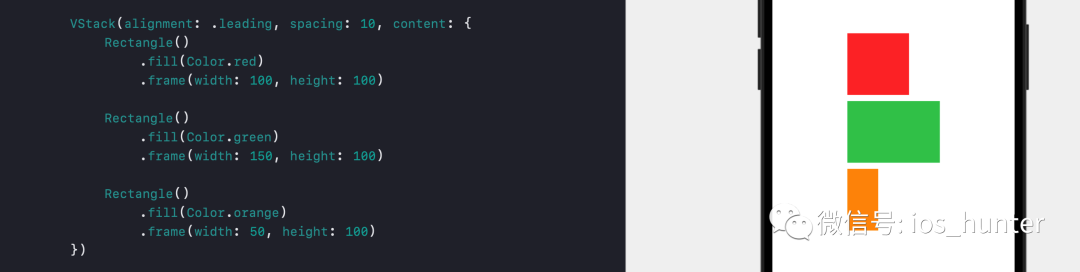 VStack(alignment: .leading, spacing: 10, content: {
    Rectangle()
        .fill(Color.red)
        .frame(width: 100, height: 100)

    Rectangle()
        .fill(Color.green)
        .frame(width: 150, height: 100)

    Rectangle()
        .fill(Color.orange)
        .frame(width: 50, height: 100)
})
微信号: ios_hunter